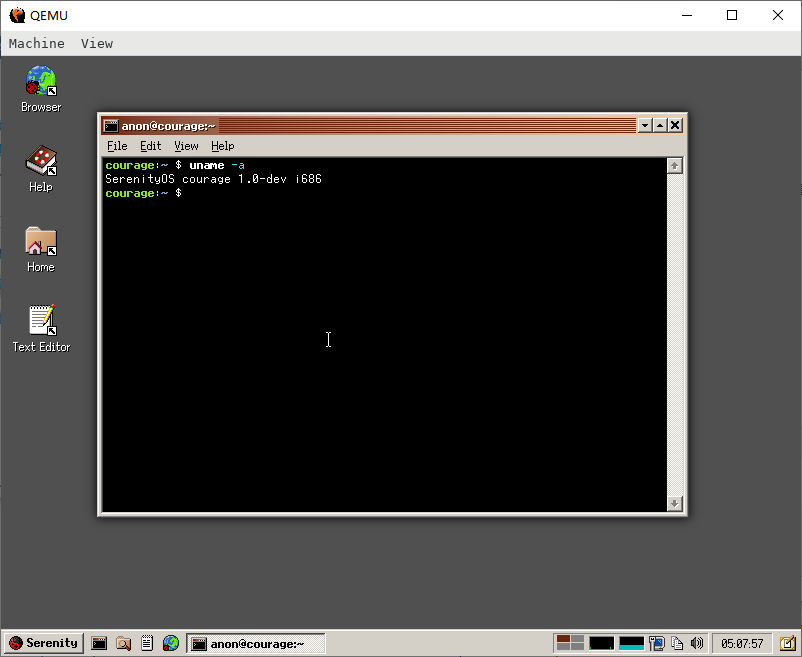 QEMU
Machine View
Browser
Help
Home
Text Editor
anon@courage:~
File Edit View Help
courage:~ $ uname -a
SerenityOS courage 1.0-dev i686
courage:~ $
Serenity
anon@courage:~
05:07:57